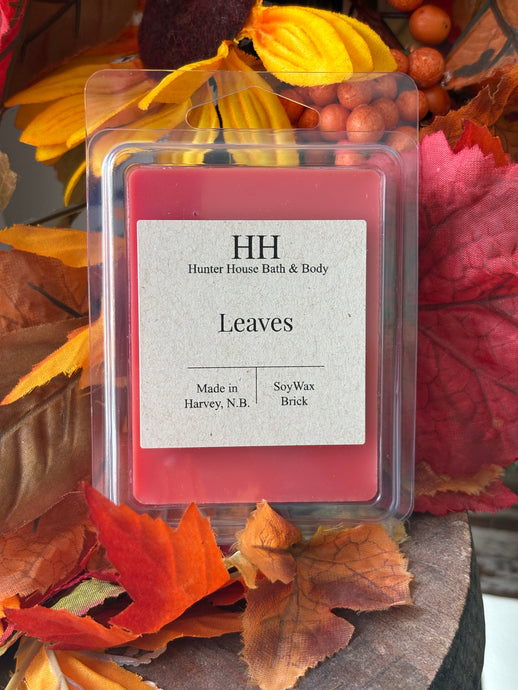 HH
Hunter House Bath & Body
Leaves
Made in
Harvey, N.B.
SoyWax
Brick